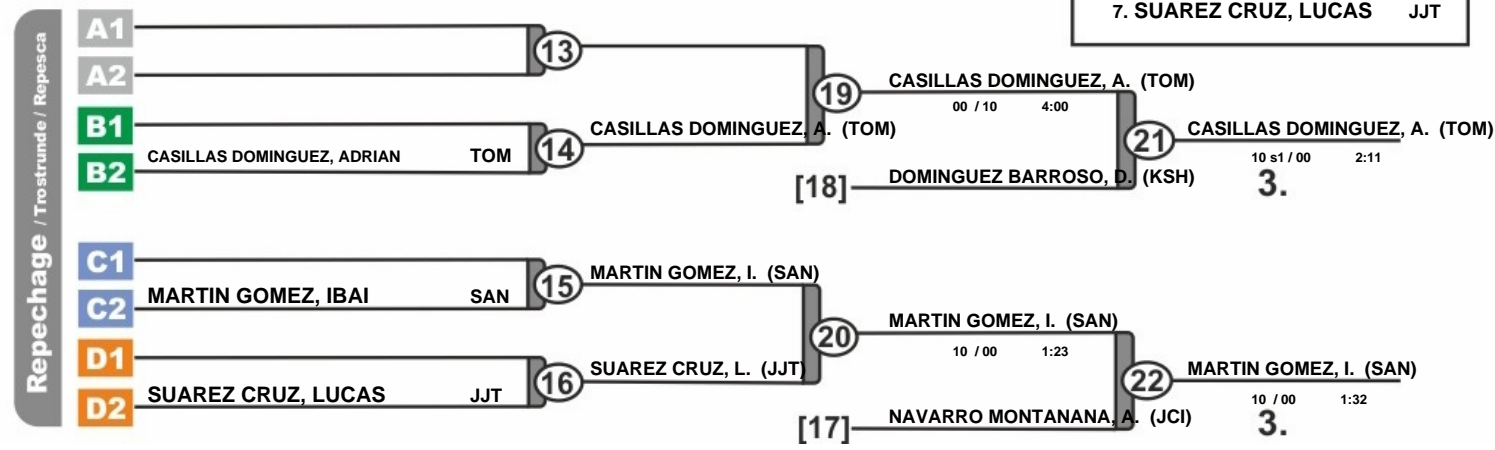 7. SUAREZ CRUZ, LUCAS JJT
Repechage / Trostrunde / Repesca
A1
A2
13
B1
B2
CASILLAS DOMINGUEZ, ADRIAN TOM
14
CASILLAS DOMINGUEZ, A. (TOM)
19
CASILLAS DOMINGUEZ, A. (TOM)
00 / 10 4:00
[18]
DOMINGUEZ BARROSO, D. (KSH)
21
CASILLAS DOMINGUEZ, A. (TOM)
10 s1 / 00 2:11
3.
C1
C2
MARTIN GOMEZ, IBAI SAN
15
MARTIN GOMEZ, I. (SAN)
D1
D2
SUAREZ CRUZ, LUCAS JJT
16
SUAREZ CRUZ, L. (JJT)
20
MARTIN GOMEZ, I. (SAN)
10 / 00 1:23
[17]
NAVARRO MONTANANA, A. (JCI)
22
MARTIN GOMEZ, I. (SAN)
10 / 00 1:32
3.